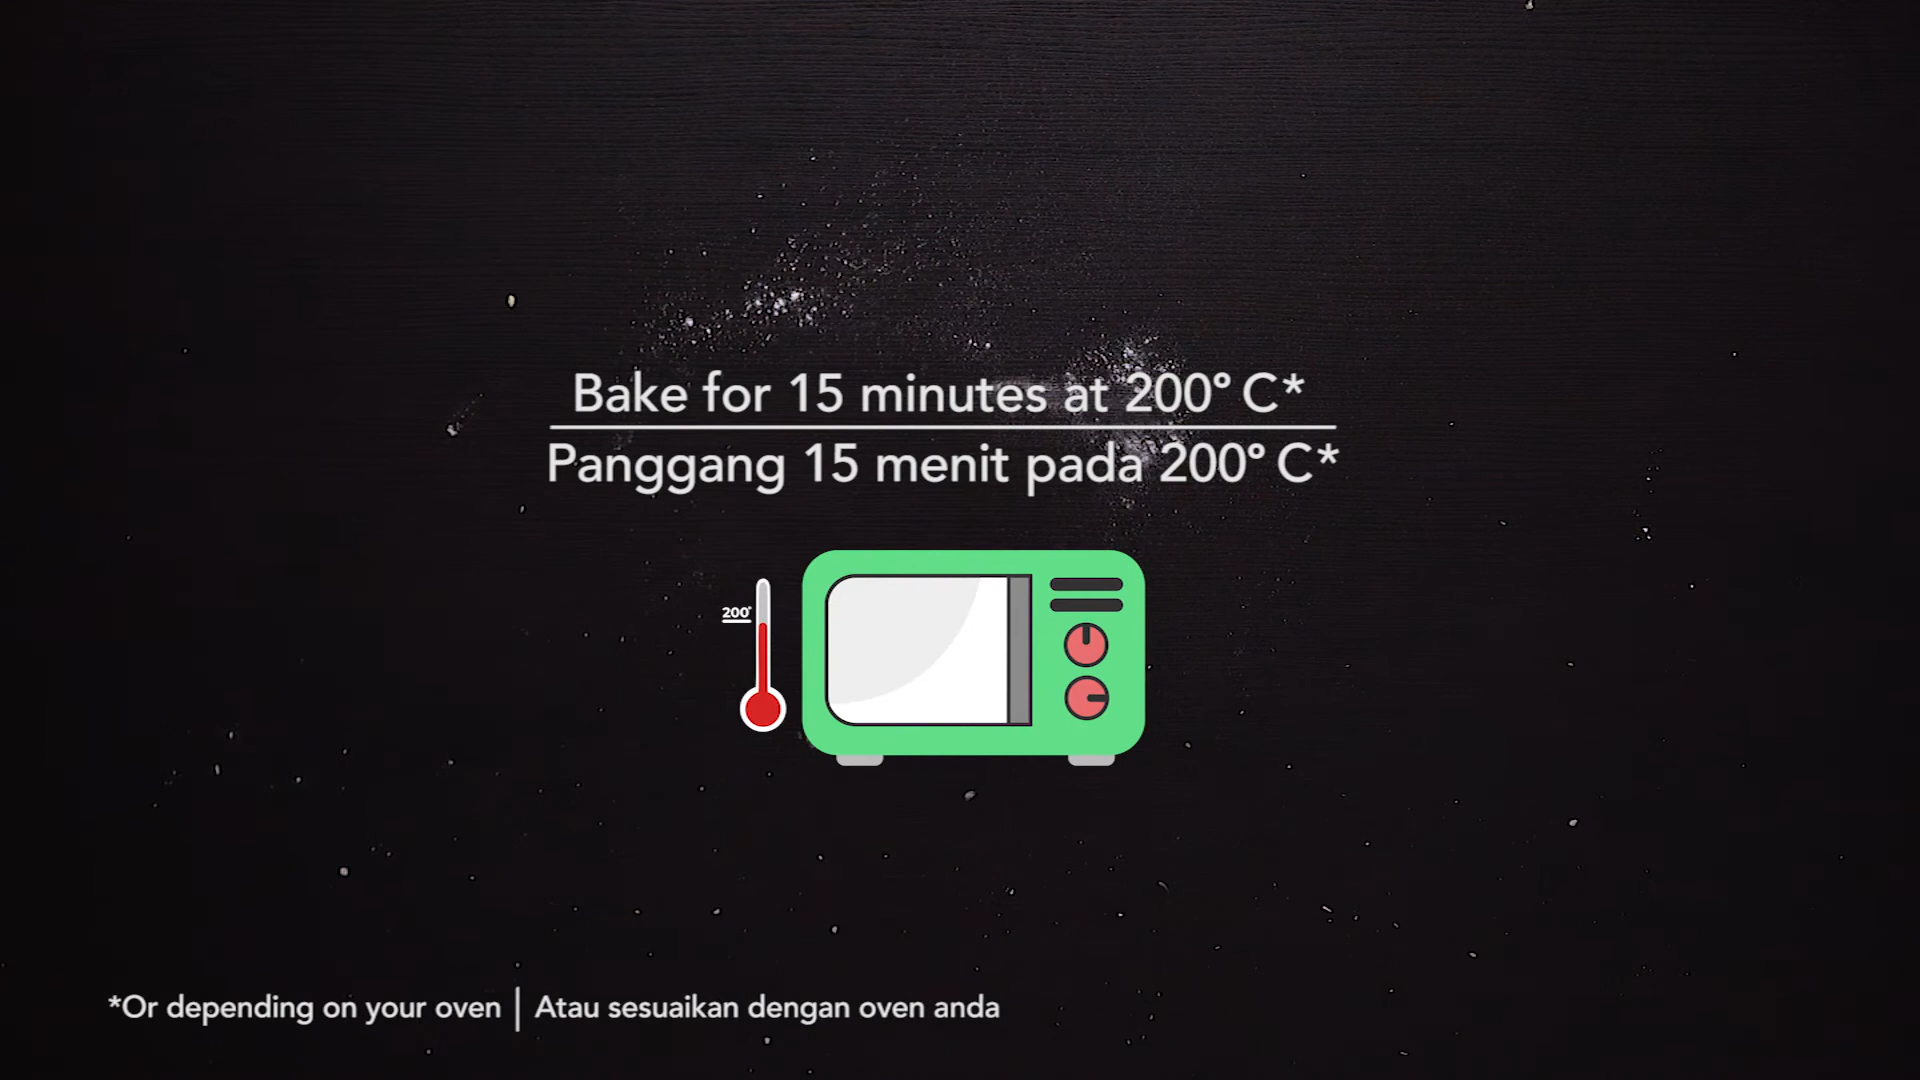 Bake for 15 minutes at 200° C*
Panggang 15 menit pada 200° C*
200°
*Or depending on your oven | Atau sesuaikan dengan oven anda